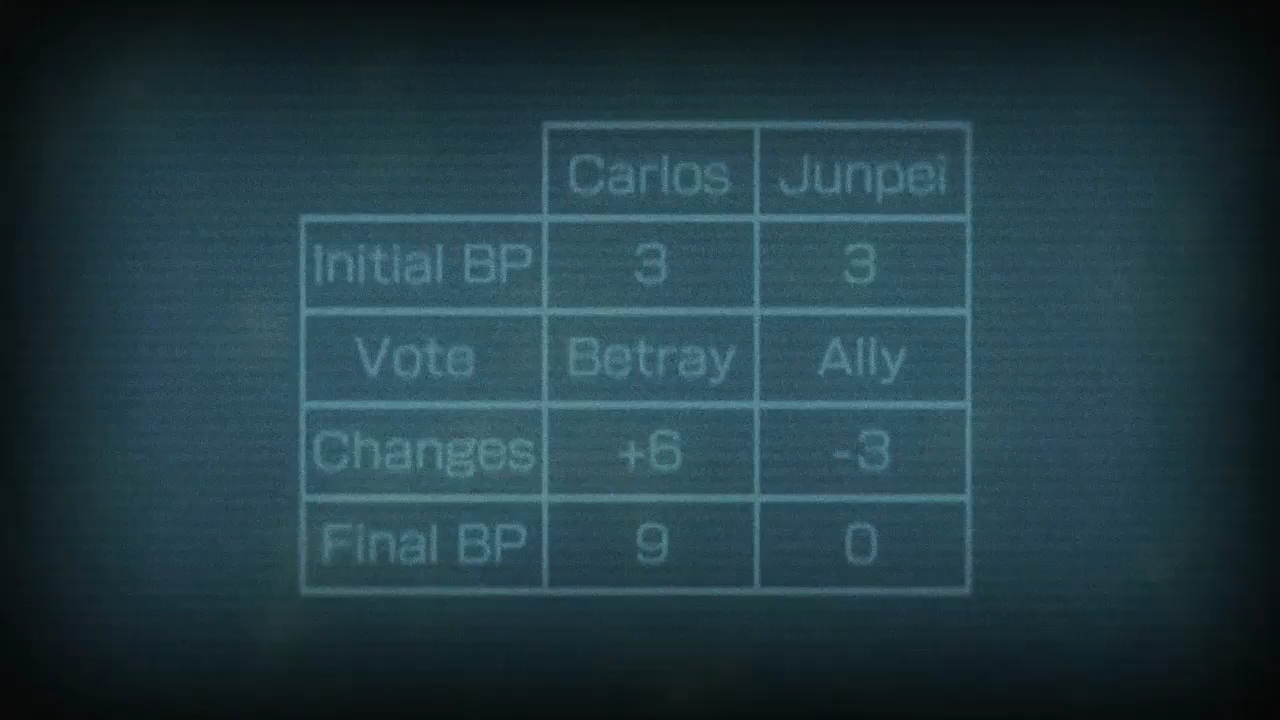 Carlos Junpei
Initial BP 3 3
Vote Betray Ally
Changes +6 -3
Final BP 9 0